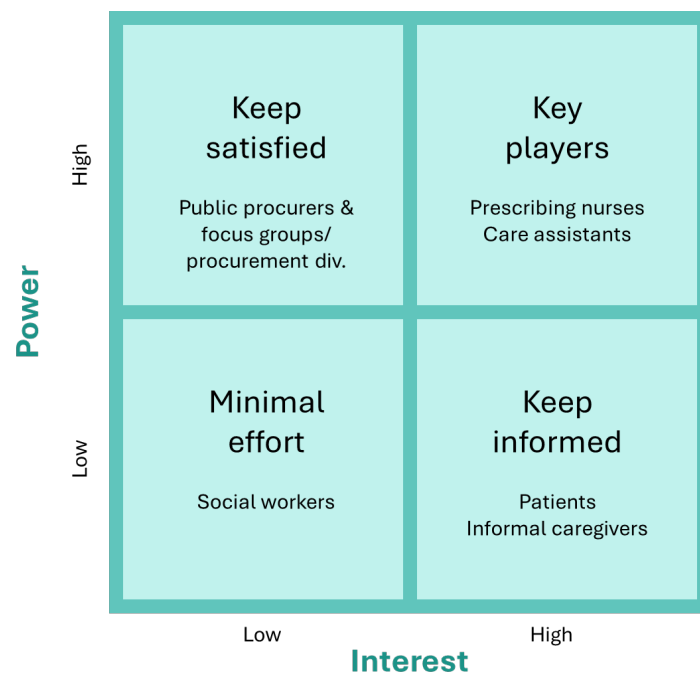 Keep
satisfied
Public procurers &
focus groups/
procurement div.
Key
players
Prescribing nurses
Care assistants
High
Power
Minimal
effort
Social workers
Keep
informed
Patients
Informal caregivers
Low
Low
High
Interest